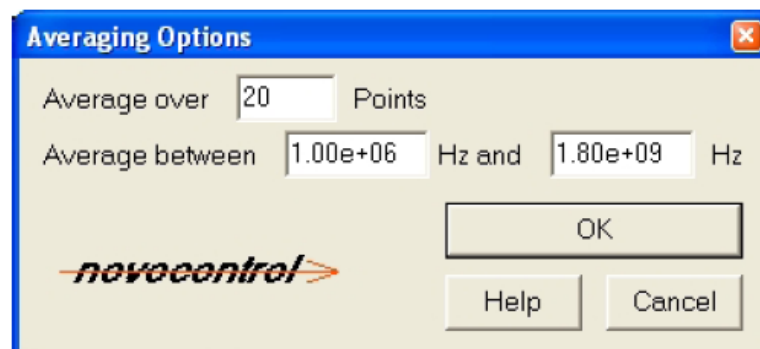 Averaging Options
Average over 20 Points
Average between 1.00e+06 Hz and 1.80e+09 Hz
OK
novocontrol
Help Cancel